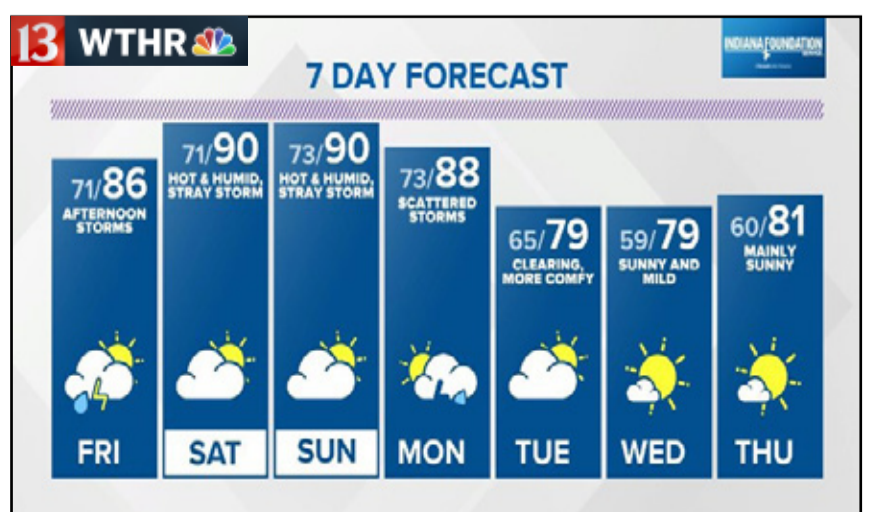 13 WTHR
INDIANA FOUNDATION
SERVICE
7 DAY FORECAST
71/86
AFTERNOON
STORMS
FRI
71/90
HOT & HUMID,
STRAY STORM
SAT
73/90
HOT & HUMID,
STRAY STORM
SUN
73/88
SCATTERED
STORMS
MON
65/79
CLEARING,
MORE COMFY
TUE
59/79
SUNNY AND
MILD
WED
60/81
MAINLY
SUNNY
THU